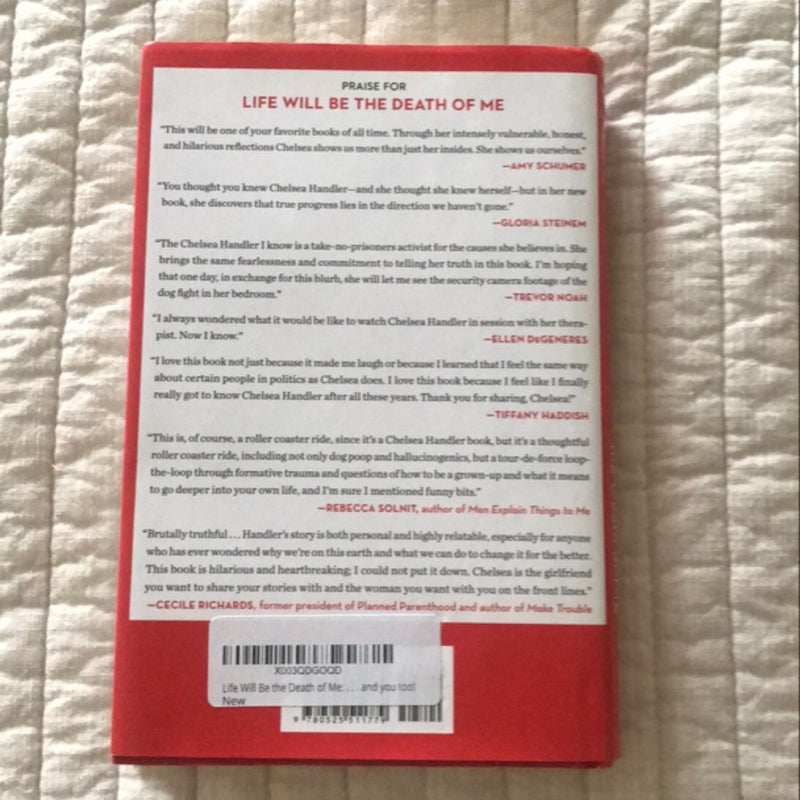 PRAISE FOR
LIFE WILL BE THE DEATH OF ME
"This will be one of your favorite books of all time. Through her intensely vulnerable, honest,
and hilarious reflections Chelsea shows us more than just her insides. She shows us ourselves."
—AMY SCHUMER
"You thought you knew Chelsea Handler—and she thought she knew herself—but in her new
book, she discovers that true progress lies in the direction we haven't gone."
—GLORIA STEINEM
"The Chelsea Handler I know is a take-no-prisoners activist for the causes she believes in. She
brings the same fearlessness and commitment to telling her truth in this book. I'm hoping
that one day, in exchange for this blurb, she will let me see the security camera footage of the
dog fight in her bedroom."
—TREVOR NOAH
"I always wondered what it would be like to watch Chelsea Handler in session with her thera-
pist. Now I know."
—ELLEN DeGENERES
"I love this book not just because it made me laugh or because I learned that I feel the same way
about certain people in politics as Chelsea does. I love this book because I feel like I finally
really got to know Chelsea Handler after all these years. Thank you for sharing, Chelsea!"
—TIFFANY HADDISH
"This is, of course, a roller coaster ride, since it's a Chelsea Handler book, but it's a thoughtful
roller coaster ride, including not only dog poop and hallucinogenics, but a tour-de-force loop-
the-loop through formative trauma and questions of how to be a grown-up and what it means
to go deeper into your own life, and I'm sure I mentioned funny bits."
—REBECCA SOLNIT, author of Men Explain Things to Me
"Brutally truthful . . . Handler's story is both personal and highly relatable, especially for anyone
who has ever wondered why we're on this earth and what we can do to change it for the better.
This book is hilarious and heartbreaking; I could not put it down. Chelsea is the girlfriend
you want to share your stories with and the woman you want with you on the front lines."
—CECILE RICHARDS, former president of Planned Parenthood and author of Make Trouble
X003QDGOQD
Life Will Be the Death of Me: . . . and you too!
New
9 780525 511779